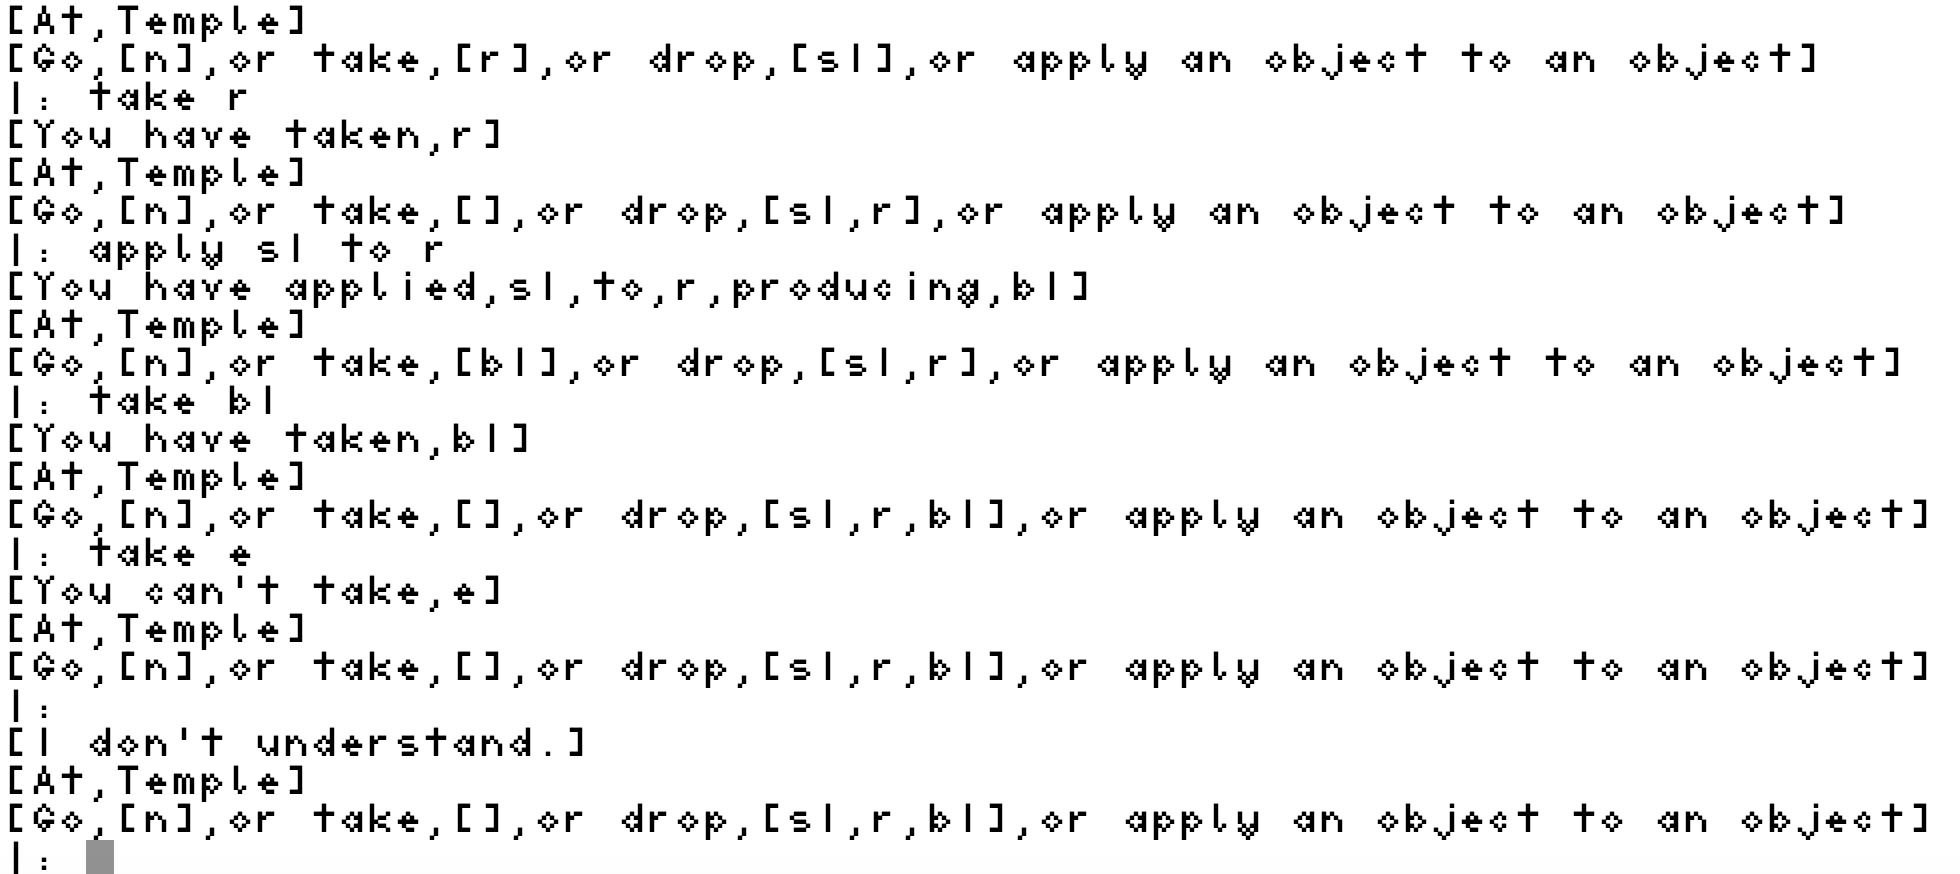 [At,Temple]
[Go,[n],or take,[r],or drop,[sl],or apply an object to an object]
|: take r
[You have taken,r]
[At,Temple]
[Go,[n],or take,[],or drop,[sl,r],or apply an object to an object]
|: apply sl to r
[You have applied,sl,to,r,producing,bl]
[At,Temple]
[Go,[n],or take,[bl],or drop,[sl,r],or apply an object to an object]
|: take bl
[You have taken,bl]
[At,Temple]
[Go,[n],or take,[],or drop,[sl,r,bl],or apply an object to an object]
|: take e
[You can't take,e]
[At,Temple]
[Go,[n],or take,[],or drop,[sl,r,bl],or apply an object to an object]
|:
[I don't understand.]
[At,Temple]
[Go,[n],or take,[],or drop,[sl,r,bl],or apply an object to an object]
|: